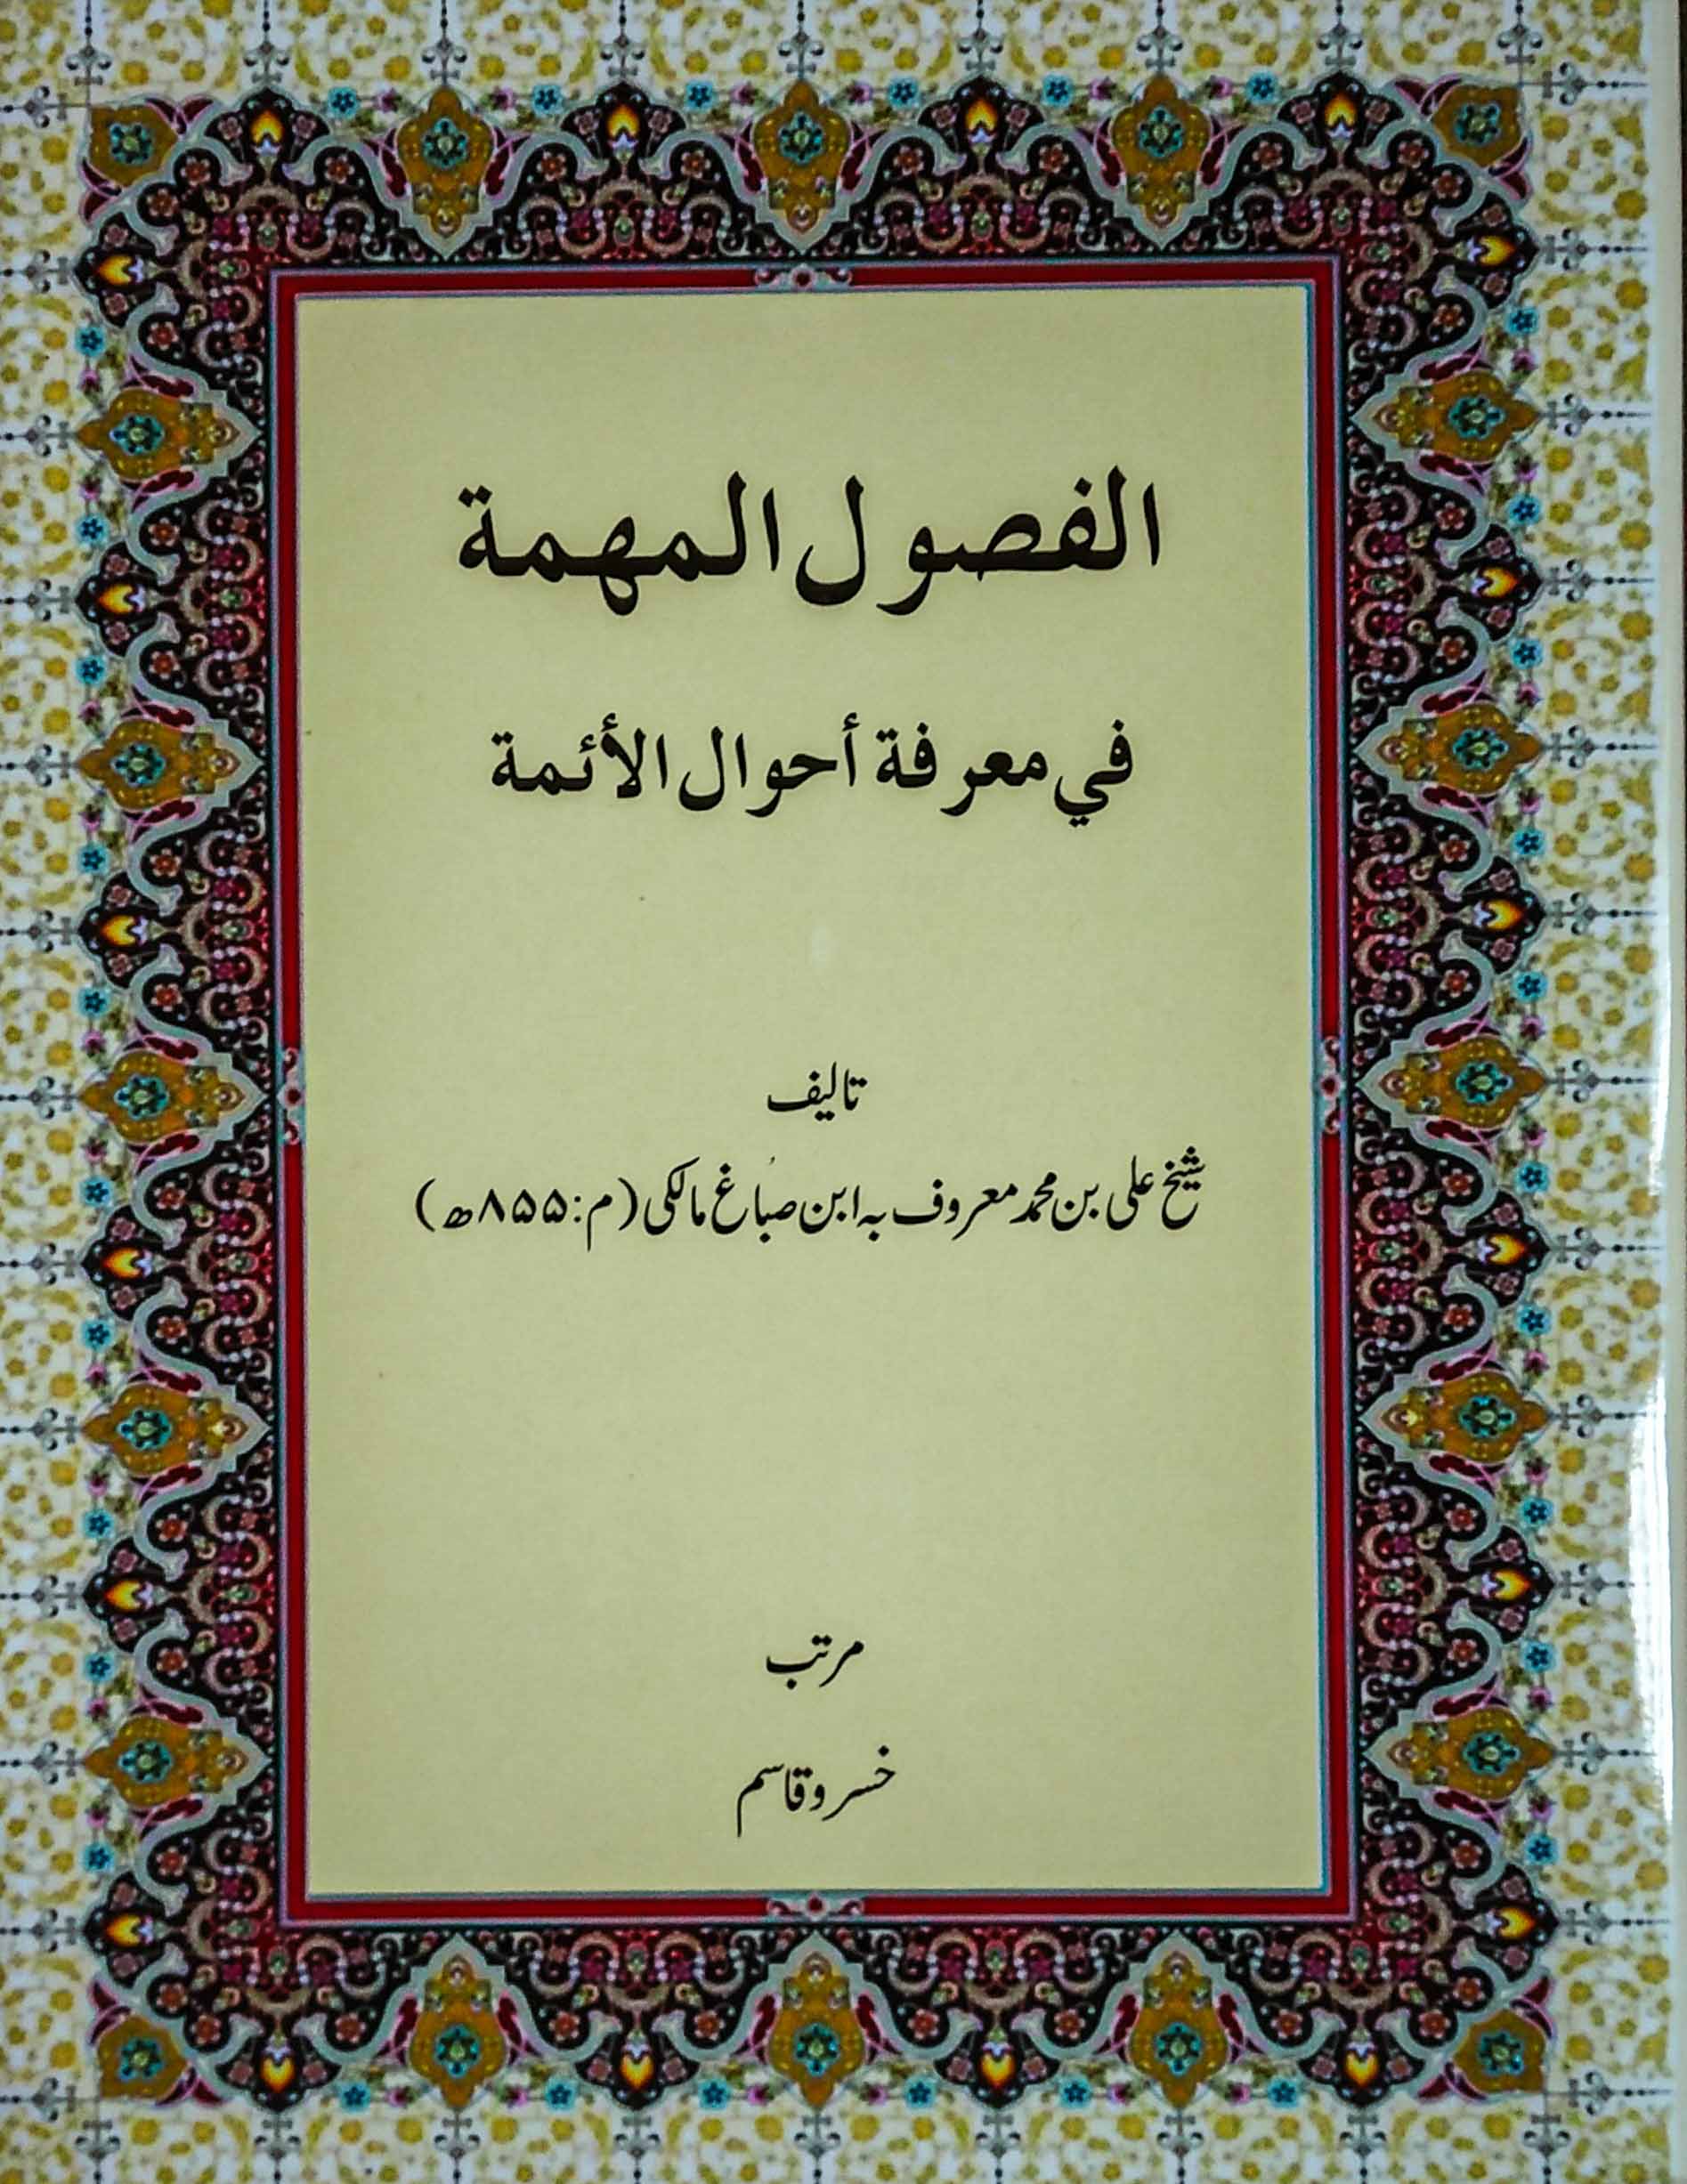 الفصول المهمة
في معرفة أحوال الأئمة
تالیف
شیخ علی بن محمد معروف بہ ابن صباغ مالکی (م:۸۵۵ھ)
مرتب
خسرو قاسم